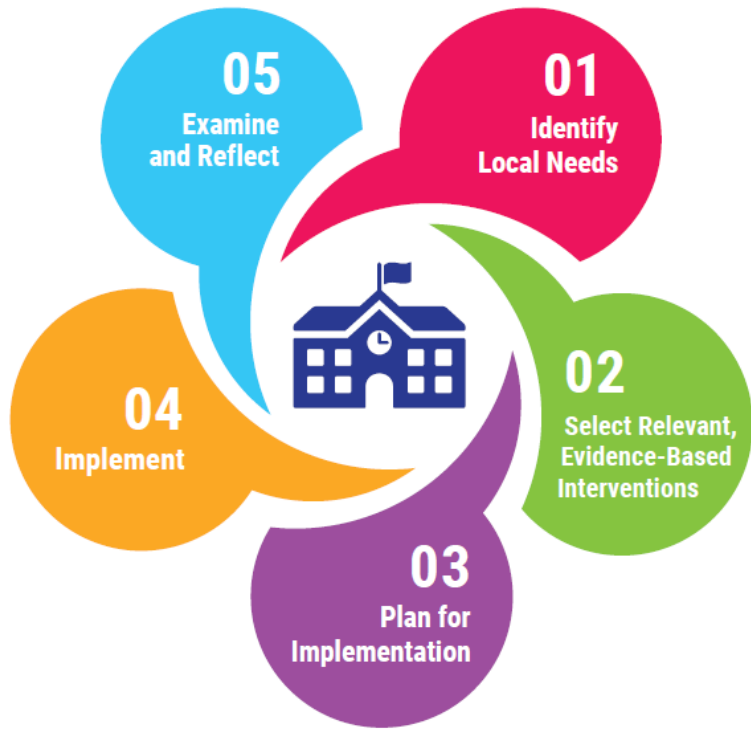 01
Identify
Local Needs
02
Select Relevant,
Evidence-Based
Interventions
03
Plan for
Implementation
04
Implement
05
Examine
and Reflect